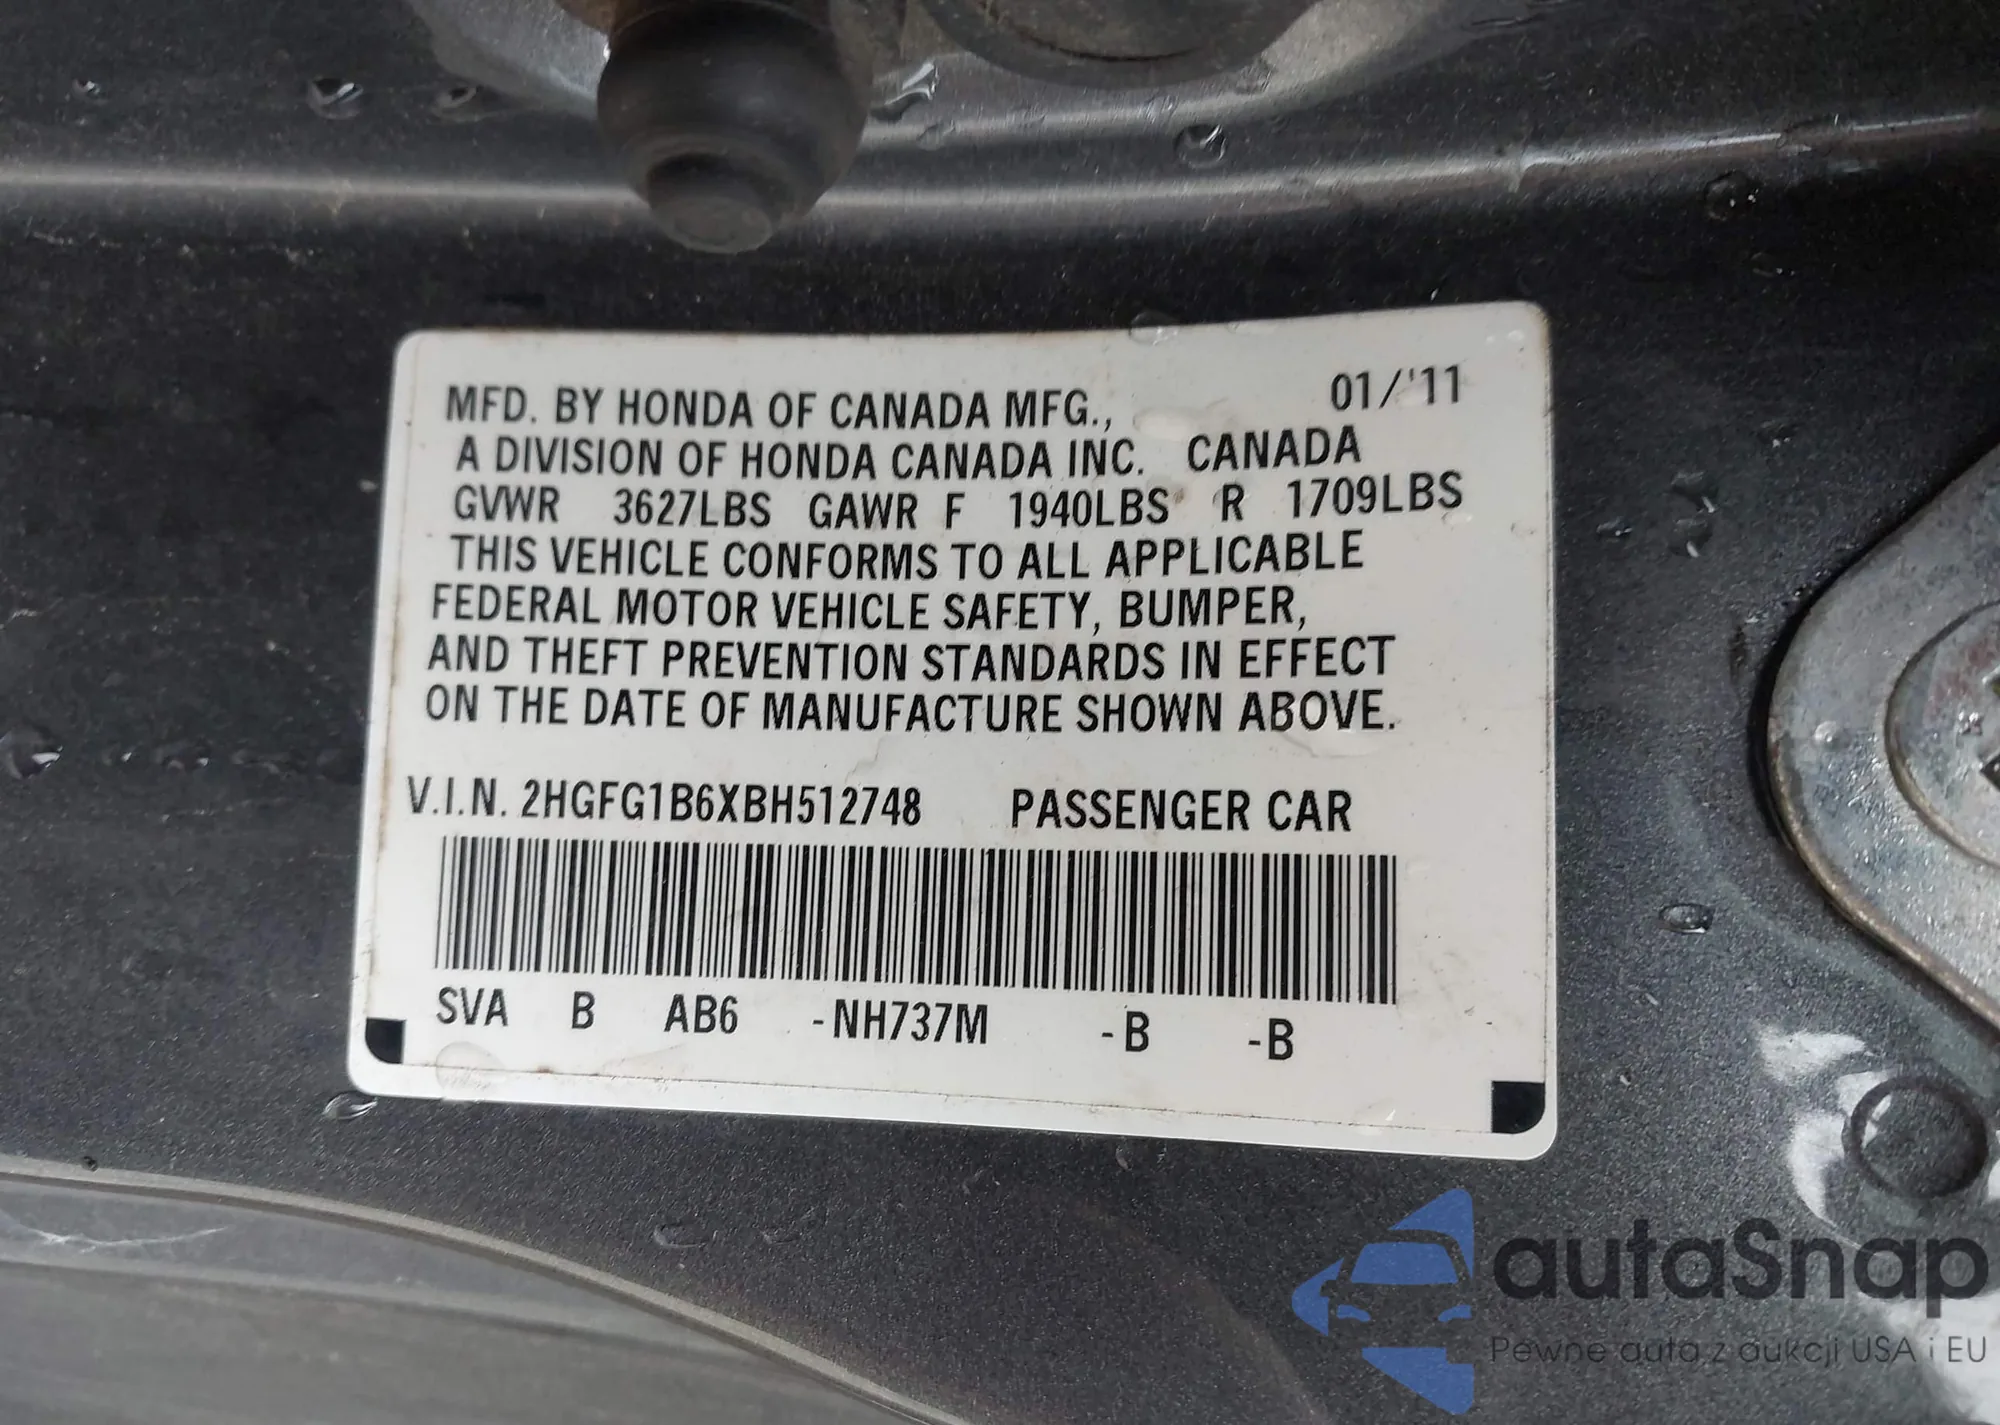 MFD. BY HONDA OF CANADA MFG., 01/'11
A DIVISION OF HONDA CANADA INC. CANADA
GVWR 3627LBS GAWR F 1940LBS R 1709LBS
THIS VEHICLE CONFORMS TO ALL APPLICABLE
FEDERAL MOTOR VEHICLE SAFETY, BUMPER,
AND THEFT PREVENTION STANDARDS IN EFFECT
ON THE DATE OF MANUFACTURE SHOWN ABOVE.
V.I.N. 2HGFG1B6XBH512748 PASSENGER CAR
SVA B AB6 -NH737M -B -B
autaSnap
Pewne auta z aukcji USA i EU